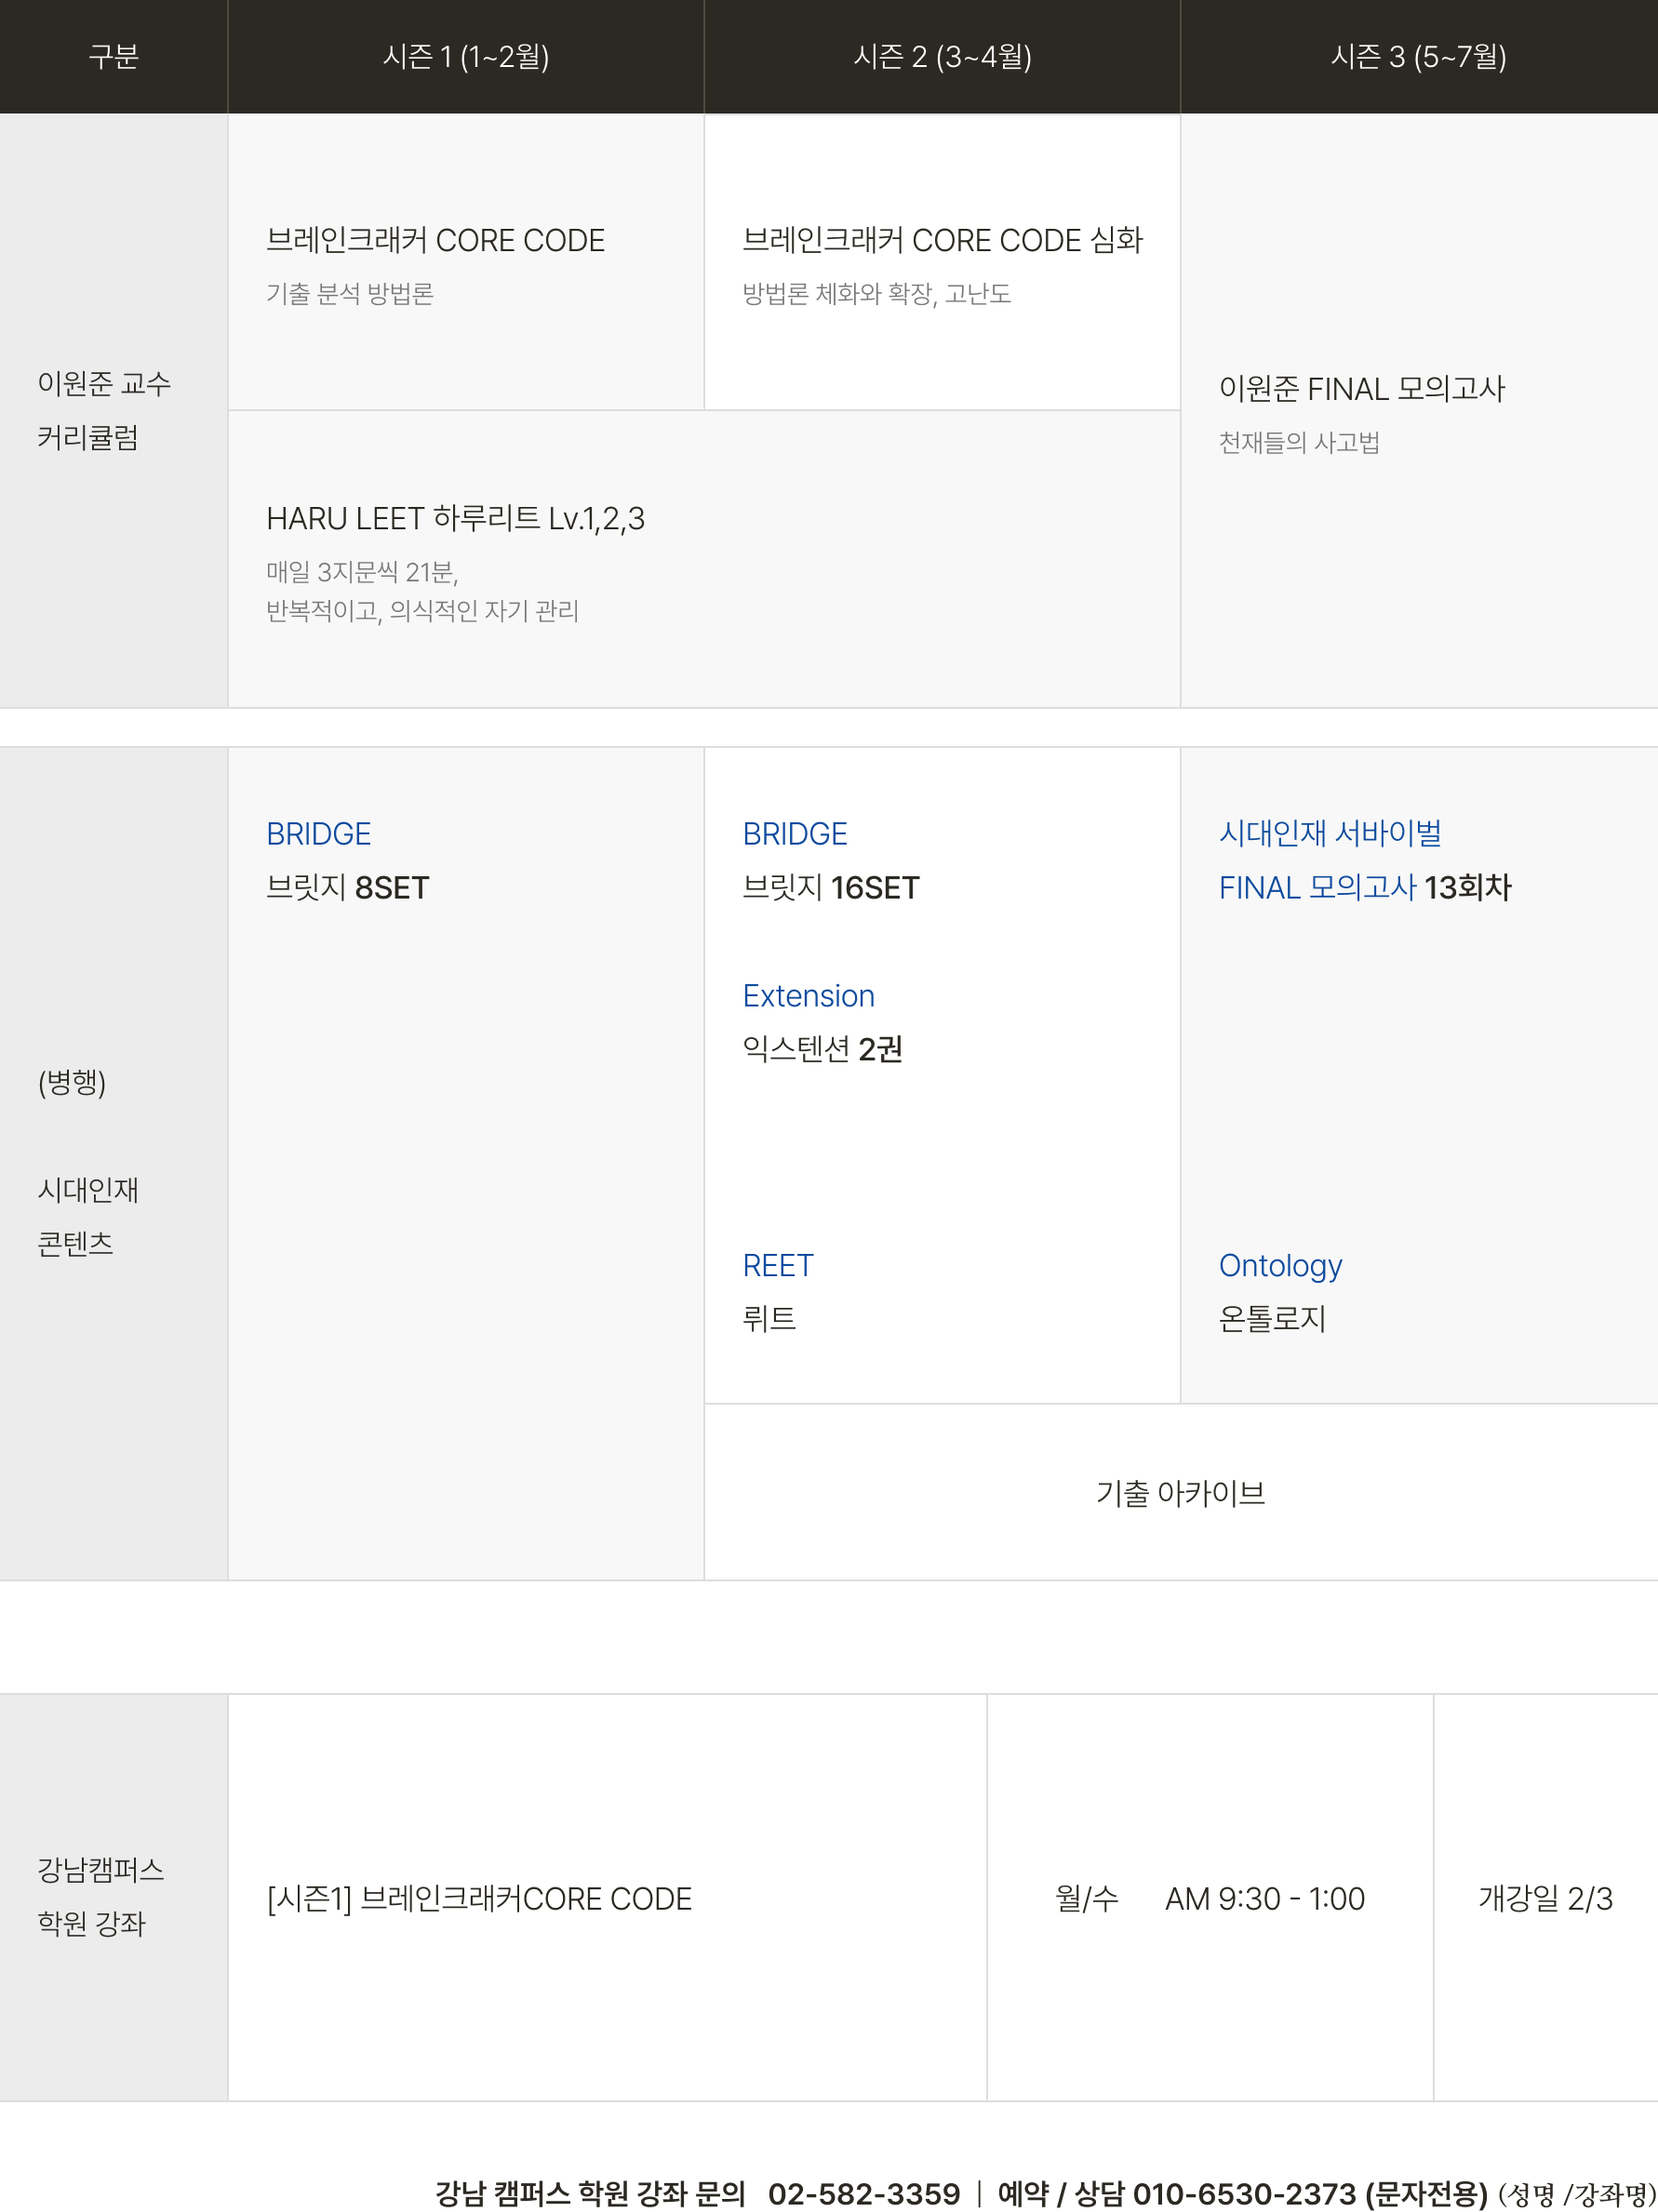 구분
시즌 1 (1~2월)
시즌 2 (3~4월)
시즌 3 (5~7월)
이원준 교수
커리큘럼
브레인크래커 CORE CODE
기출 분석 방법론
브레인크래커 CORE CODE 심화
방법론 체화와 확장, 고난도
HARU LEET 하루리트 Lv.1,2,3
매일 3지문씩 21분,
반복적이고, 의식적인 자기 관리
이원준 FINAL 모의고사
천재들의 사고법
(병행)
시대인재
콘텐츠
BRIDGE
브릿지 8SET
BRIDGE
브릿지 16SET
Extension
익스텐션 2권
REET
뤼트
시대인재 서바이벌
FINAL 모의고사 13회차
Ontology
온톨로지
기출 아카이브
강남캠퍼스
학원 강좌
[시즌1] 브레인크래커CORE CODE
월/수 AM 9:30 - 1:00
개강일 2/3
강남 캠퍼스 학원 강좌 문의 02-582-3359 | 예약 / 상담 010-6530-2373 (문자전용) (성명 /강좌명)